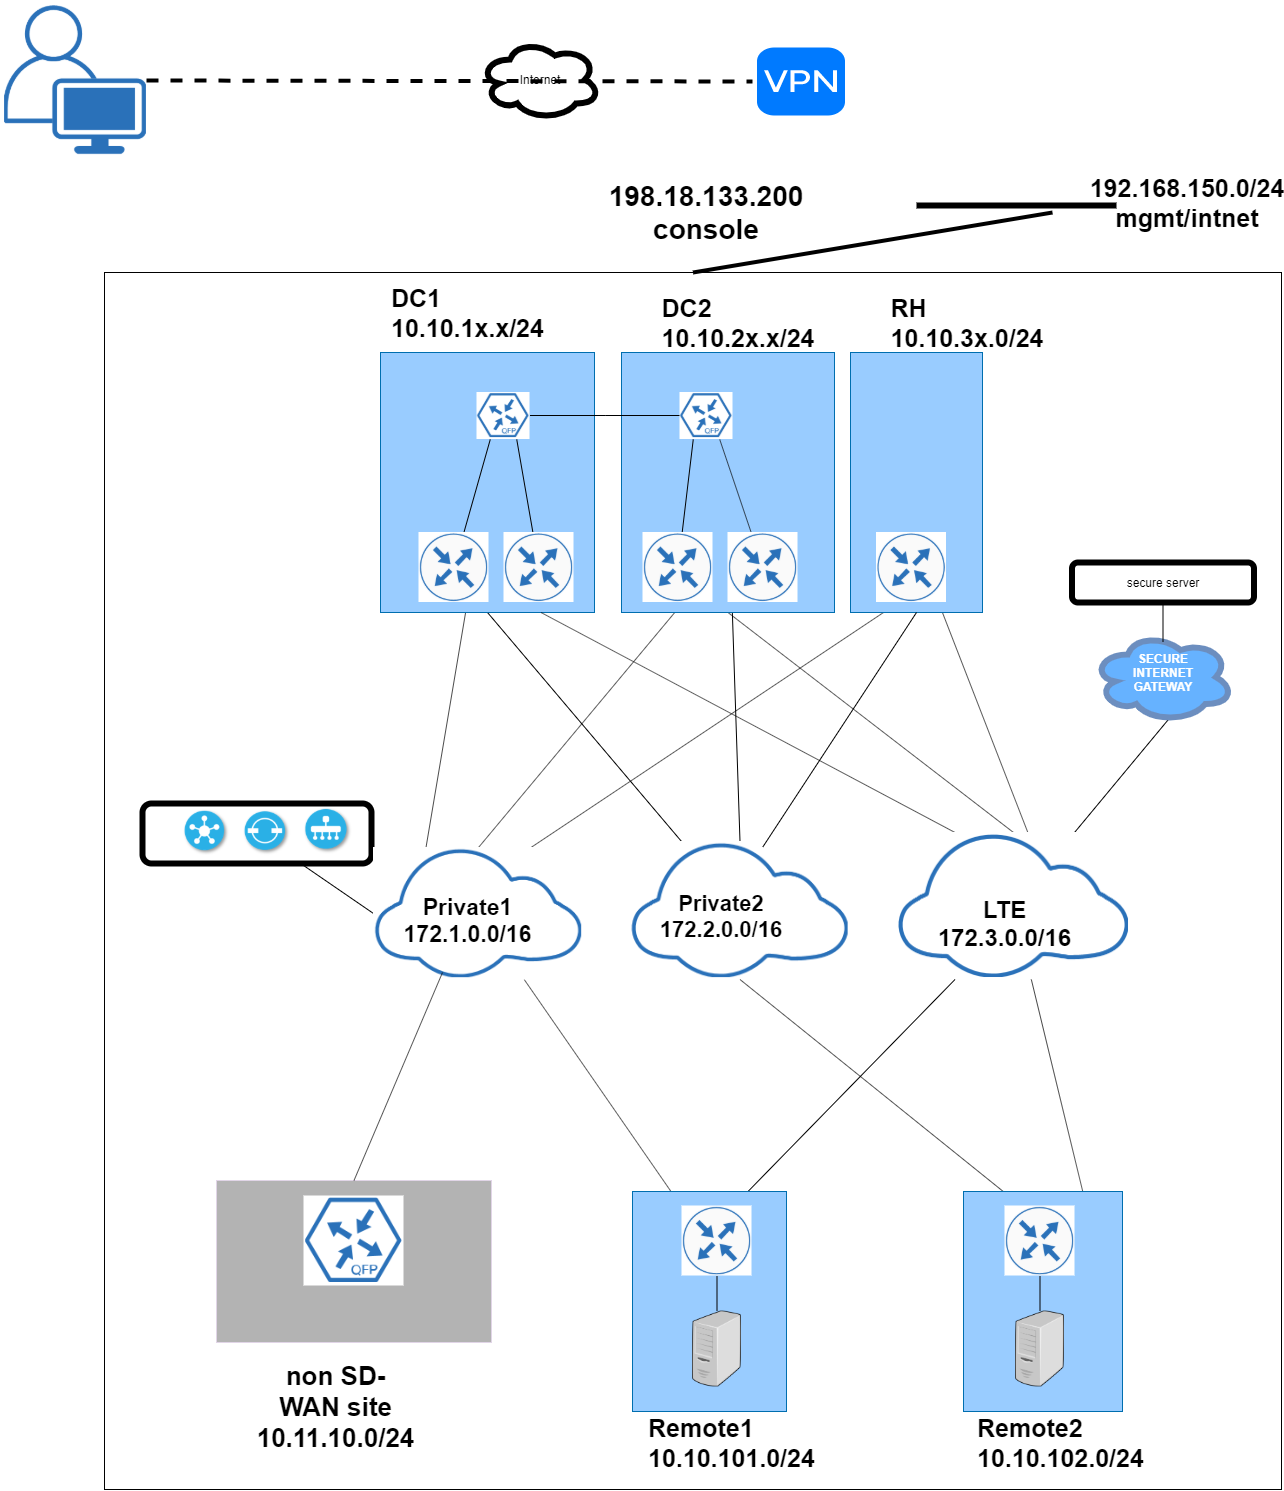 Internet
VPN
198.18.133.200
console
192.168.150.0/24
mgmt/intnet
DC1
10.10.1x.x/24
DC2
10.10.2x.x/24
RH
10.10.3x.0/24
QFP
QFP
secure server
SECURE
INTERNET
GATEWAY
Private1
172.1.0.0/16
Private2
172.2.0.0/16
LTE
172.3.0.0/16
QFP
non SD-
WAN site
10.11.10.0/24
Remote1
10.10.101.0/24
Remote2
10.10.102.0/24